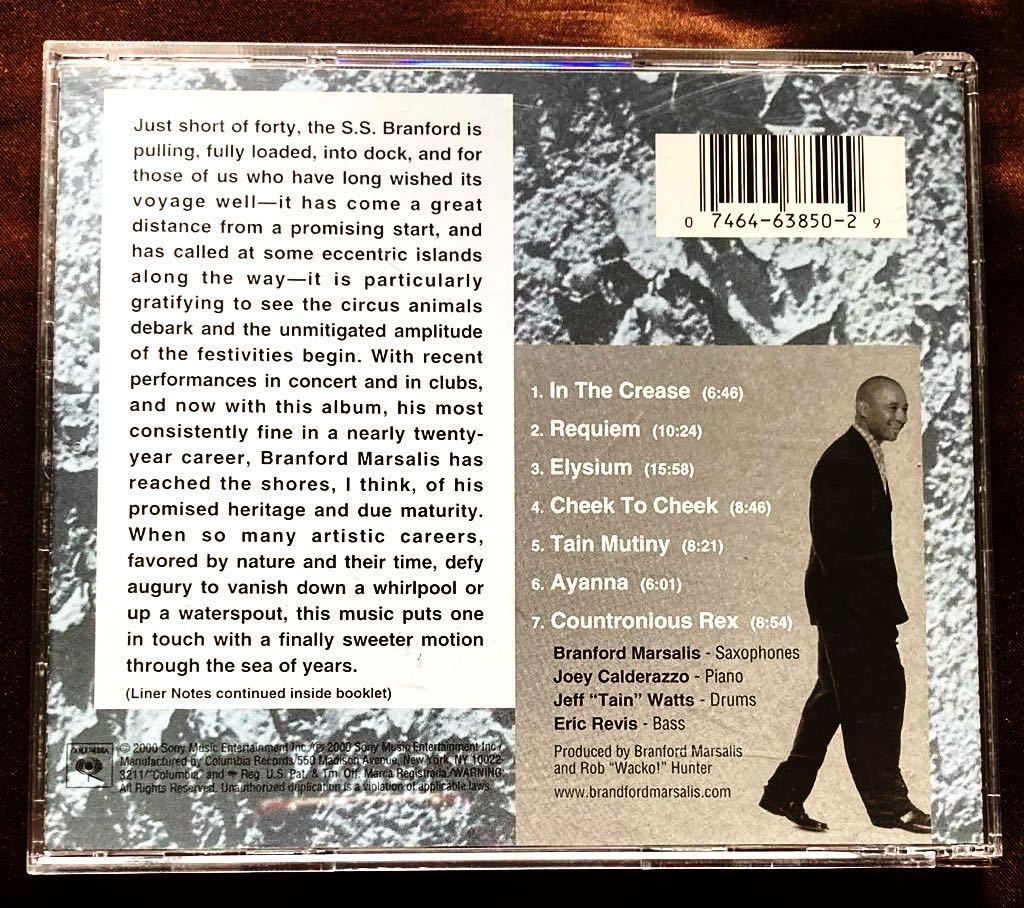 Just short of forty, the S.S. Branford is
pulling, fully loaded, into dock, and for
those of us who have long wished its
voyage well—it has come a great
distance from a promising start, and
has called at some eccentric islands
along the way—it is particularly
gratifying to see the circus animals
debark and the unmitigated amplitude
of the festivities begin. With recent
performances in concert and in clubs,
and now with this album, his most
consistently fine in a nearly twenty-
year career, Branford Marsalis has
reached the shores, I think, of his
promised heritage and due maturity.
When so many artistic careers,
favored by nature and their time, defy
augury to vanish down a whirlpool or
up a waterspout, this music puts one
in touch with a finally sweeter motion
through the sea of years.
(Liner Notes continued inside booklet)
COLUMBIA
© 2000 Sony Music Entertainment Inc./℗ 2000 Sony Music Entertainment Inc./
Manufactured by Columbia Records/550 Madison Avenue, New York, NY 10022-
3211/"Columbia" and Reg. U.S. Pat. & Tm. Off. Marca Registrada./WARNING:
All Rights Reserved. Unauthorized duplication is a violation of applicable laws.
0 7464-63850-2 9
1. In The Crease (6:46)
2. Requiem (10:24)
3. Elysium (15:58)
4. Cheek To Cheek (8:46)
5. Tain Mutiny (8:21)
6. Ayanna (6:01)
7. Countronious Rex (8:54)
Branford Marsalis - Saxophones
Joey Calderazzo - Piano
Jeff “Tain” Watts - Drums
Eric Revis - Bass
Produced by Branford Marsalis
and Rob “Wacko!” Hunter
www.brandfordmarsalis.com